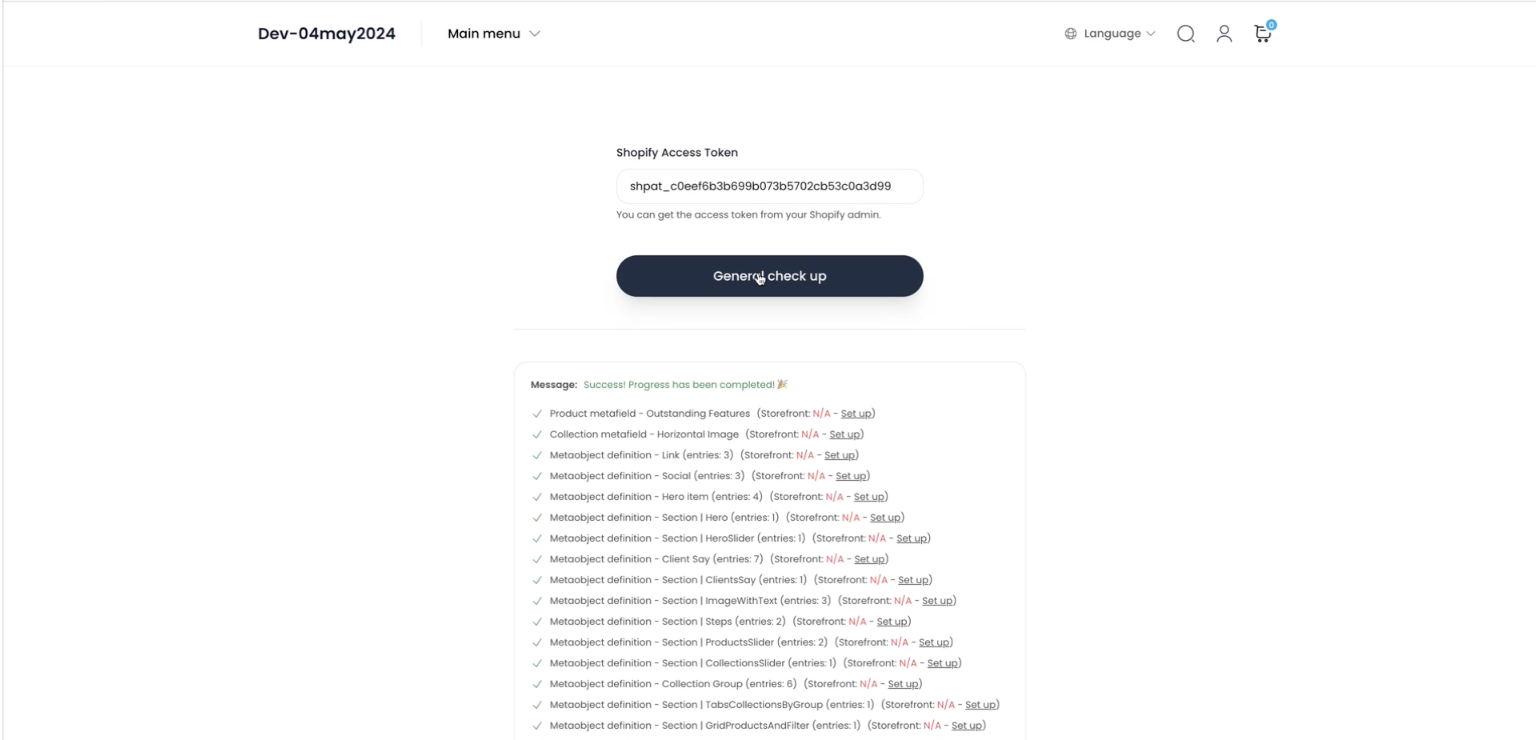 Dev-04may2024 Main menu Language 0
Shopify Access Token
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
You can get the access token from your Shopify admin.
General check up
Message: Success! Progress has been completed! 🎉
Product metafield - Outstanding Features (Storefront: N/A - Set up)
Collection metafield - Horizontal Image (Storefront: N/A - Set up)
Metaobject definition - Link (entries: 3) (Storefront: N/A - Set up)
Metaobject definition - Social (entries: 3) (Storefront: N/A - Set up)
Metaobject definition - Hero item (entries: 4) (Storefront: N/A - Set up)
Metaobject definition - Section | Hero (entries: 1) (Storefront: N/A - Set up)
Metaobject definition - Section | HeroSlider (entries: 1) (Storefront: N/A - Set up)
Metaobject definition - Client Say (entries: 7) (Storefront: N/A - Set up)
Metaobject definition - Section | ClientsSay (entries: 1) (Storefront: N/A - Set up)
Metaobject definition - Section | ImageWithText (entries: 3) (Storefront: N/A - Set up)
Metaobject definition - Section | Steps (entries: 2) (Storefront: N/A - Set up)
Metaobject definition - Section | ProductsSlider (entries: 2) (Storefront: N/A - Set up)
Metaobject definition - Section | CollectionsSlider (entries: 1) (Storefront: N/A - Set up)
Metaobject definition - Collection Group (entries: 6) (Storefront: N/A - Set up)
Metaobject definition - Section | TabsCollectionsByGroup (entries: 1) (Storefront: N/A - Set up)
Metaobject definition - Section | GridProductsAndFilter (entries: 1) (Storefront: N/A - Set up)